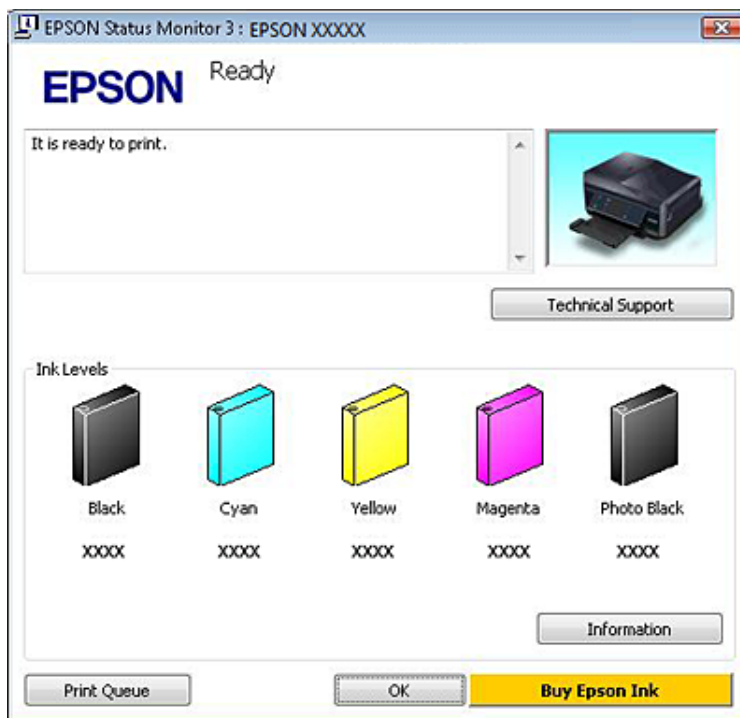 EPSON Status Monitor 3 : EPSON XXXXX
EPSON
Ready
It is ready to print.
Technical Support
Ink Levels
Black Cyan Yellow Magenta Photo Black
XXXX XXXX XXXX XXXX XXXX
Information
Print Queue OK Buy Epson Ink